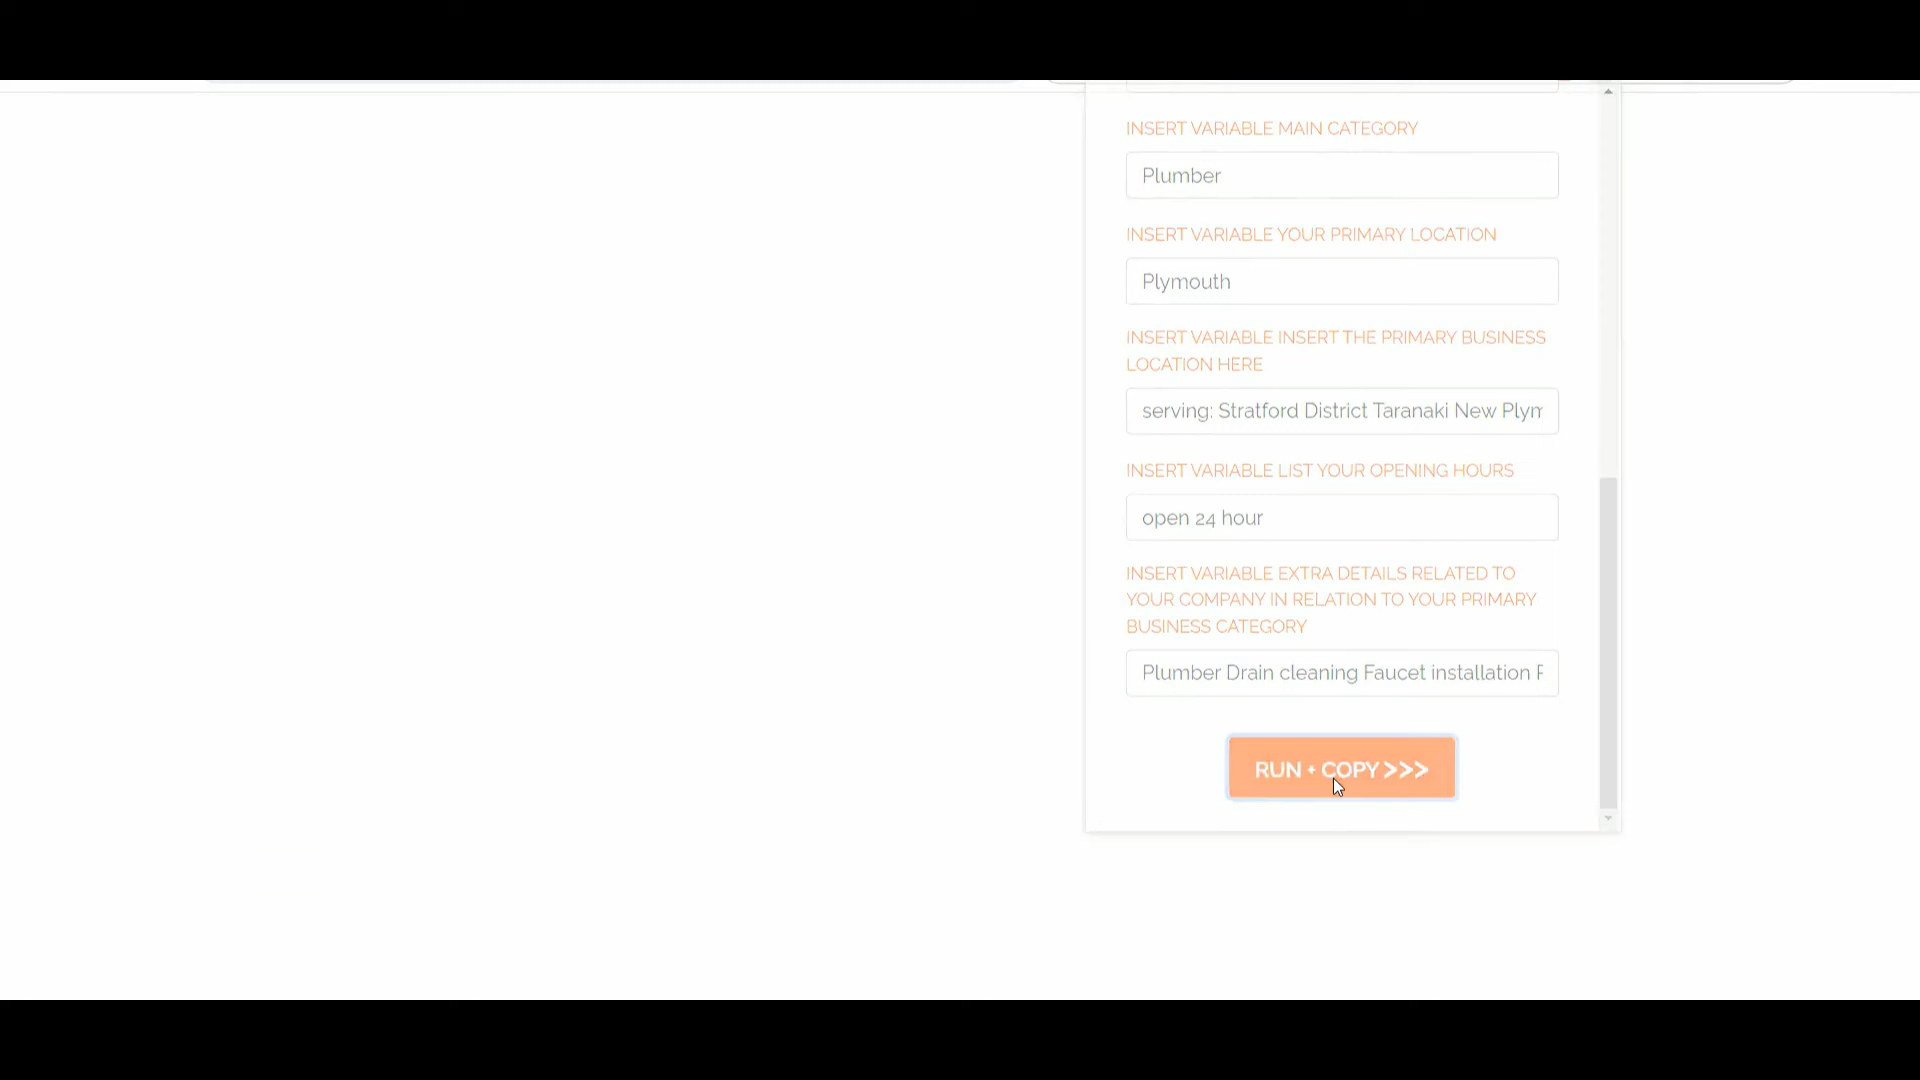 INSERT VARIABLE MAIN CATEGORY
Plumber
INSERT VARIABLE YOUR PRIMARY LOCATION
Plymouth
INSERT VARIABLE INSERT THE PRIMARY BUSINESS
LOCATION HERE
serving: Stratford District Taranaki New Plym
INSERT VARIABLE LIST YOUR OPENING HOURS
open 24 hour
INSERT VARIABLE EXTRA DETAILS RELATED TO
YOUR COMPANY IN RELATION TO YOUR PRIMARY
BUSINESS CATEGORY
Plumber Drain cleaning Faucet installation
RUN + COPY >>>